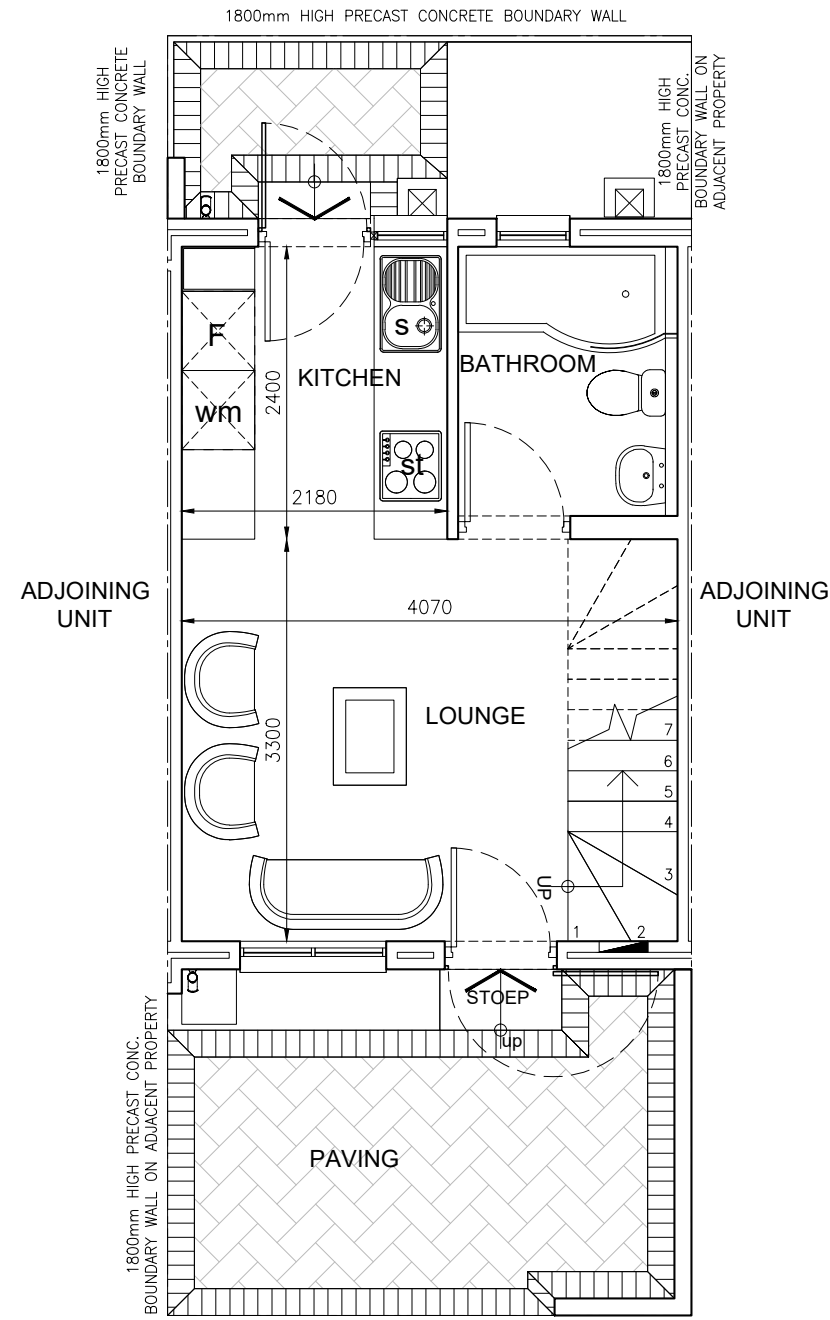 1800mm HIGH PRECAST CONCRETE BOUNDARY WALL
1800mm HIGH
PRECAST CONCRETE
BOUNDARY WALL
1800mm HIGH
PRECAST CONC.
BOUNDARY WALL ON
ADJACENT PROPERTY
F
wm
KITCHEN
2400
s
st
2180
BATHROOM
ADJOINING
UNIT
4070
ADJOINING
UNIT
LOUNGE
3300
7
6
5
4
3
UP
1
2
STOEP
up
PAVING
1800mm HIGH PRECAST CONC.
BOUNDARY WALL ON ADJACENT PROPERTY